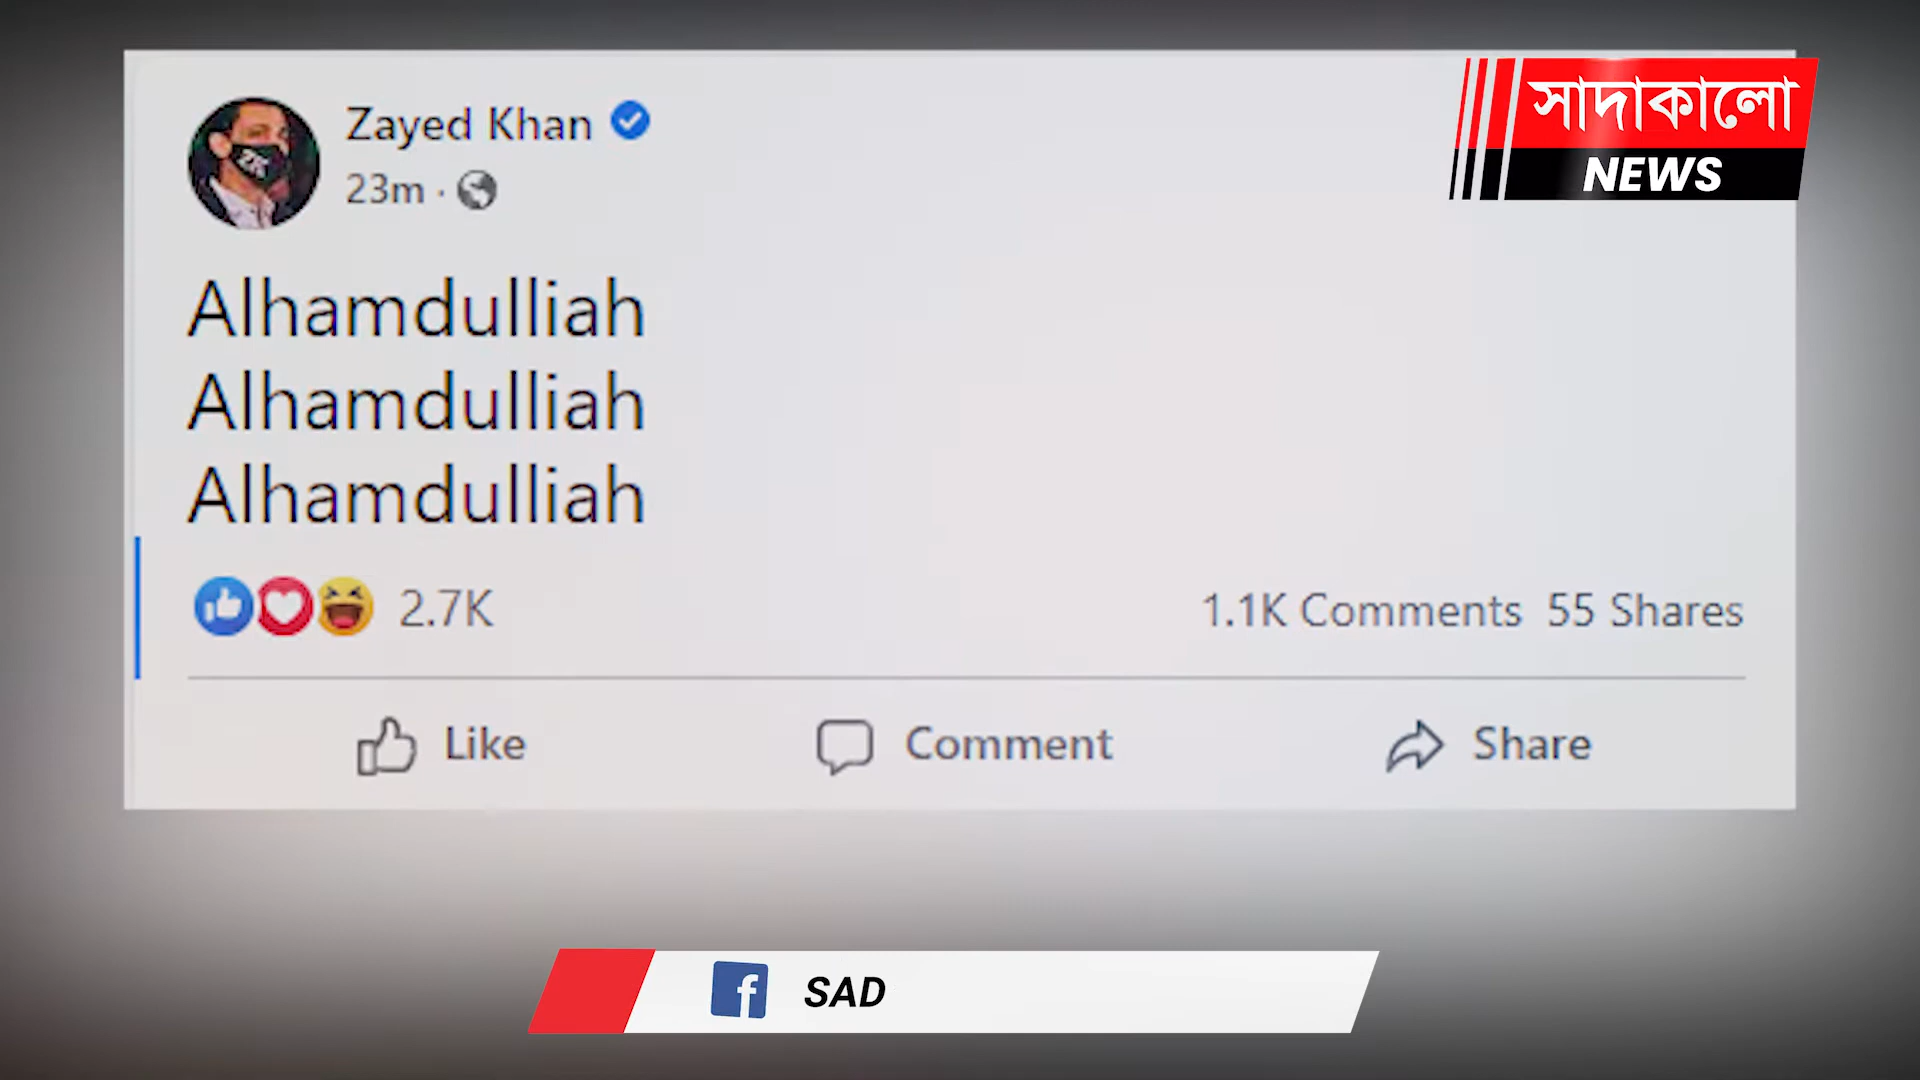 Zayed Khan
23m
সাদাকালো
NEWS
Alhamdulliah
Alhamdulliah
Alhamdulliah
2.7K
1.1K Comments 55 Shares
Like
Comment
Share
f SAD